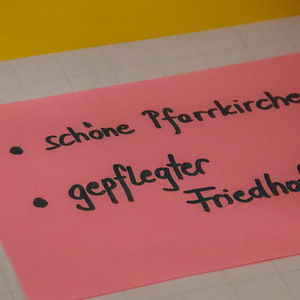 • schöne Pfarrkirche
• gepflegter
Friedhof